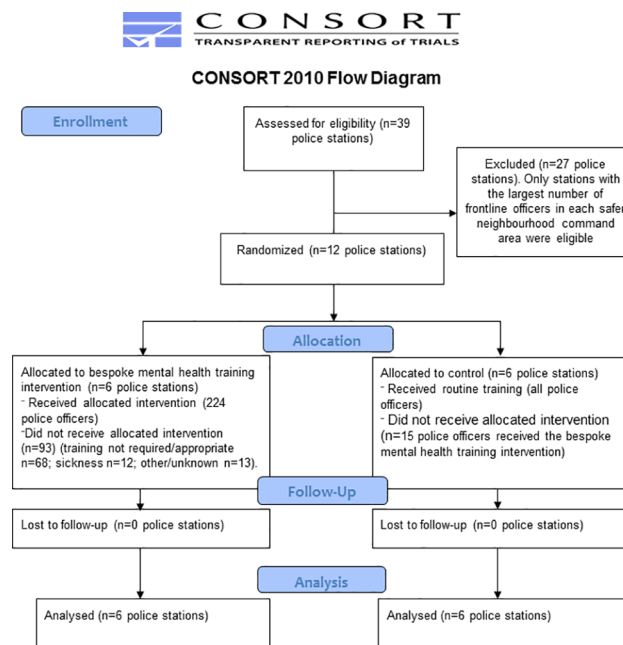 CONSORT
TRANSPARENT REPORTING of TRIALS
CONSORT 2010 Flow Diagram
Enrollment
Assessed for eligibility (n=39
police stations)
Excluded (n=27 police
stations). Only stations with
the largest number of
frontline officers in each safer
neighbourhood command
area were eligible
Randomized (n=12 police stations)
Allocation
Allocated to bespoke mental health training
intervention (n=6 police stations)
- Received allocated intervention (224
police officers)
-Did not receive allocated intervention
(n=93) (training not required/appropriate
n=68; sickness n=12; other/unknown n=13).
Allocated to control (n=6 police stations)
- Received routine training (all police
officers)
- Did not receive allocated intervention
(n=15 police officers received the bespoke
mental health training intervention)
Follow-Up
Lost to follow-up (n=0 police stations)
Lost to follow-up (n=0 police stations)
Analysis
Analysed (n=6 police stations)
Analysed (n=6 police stations)